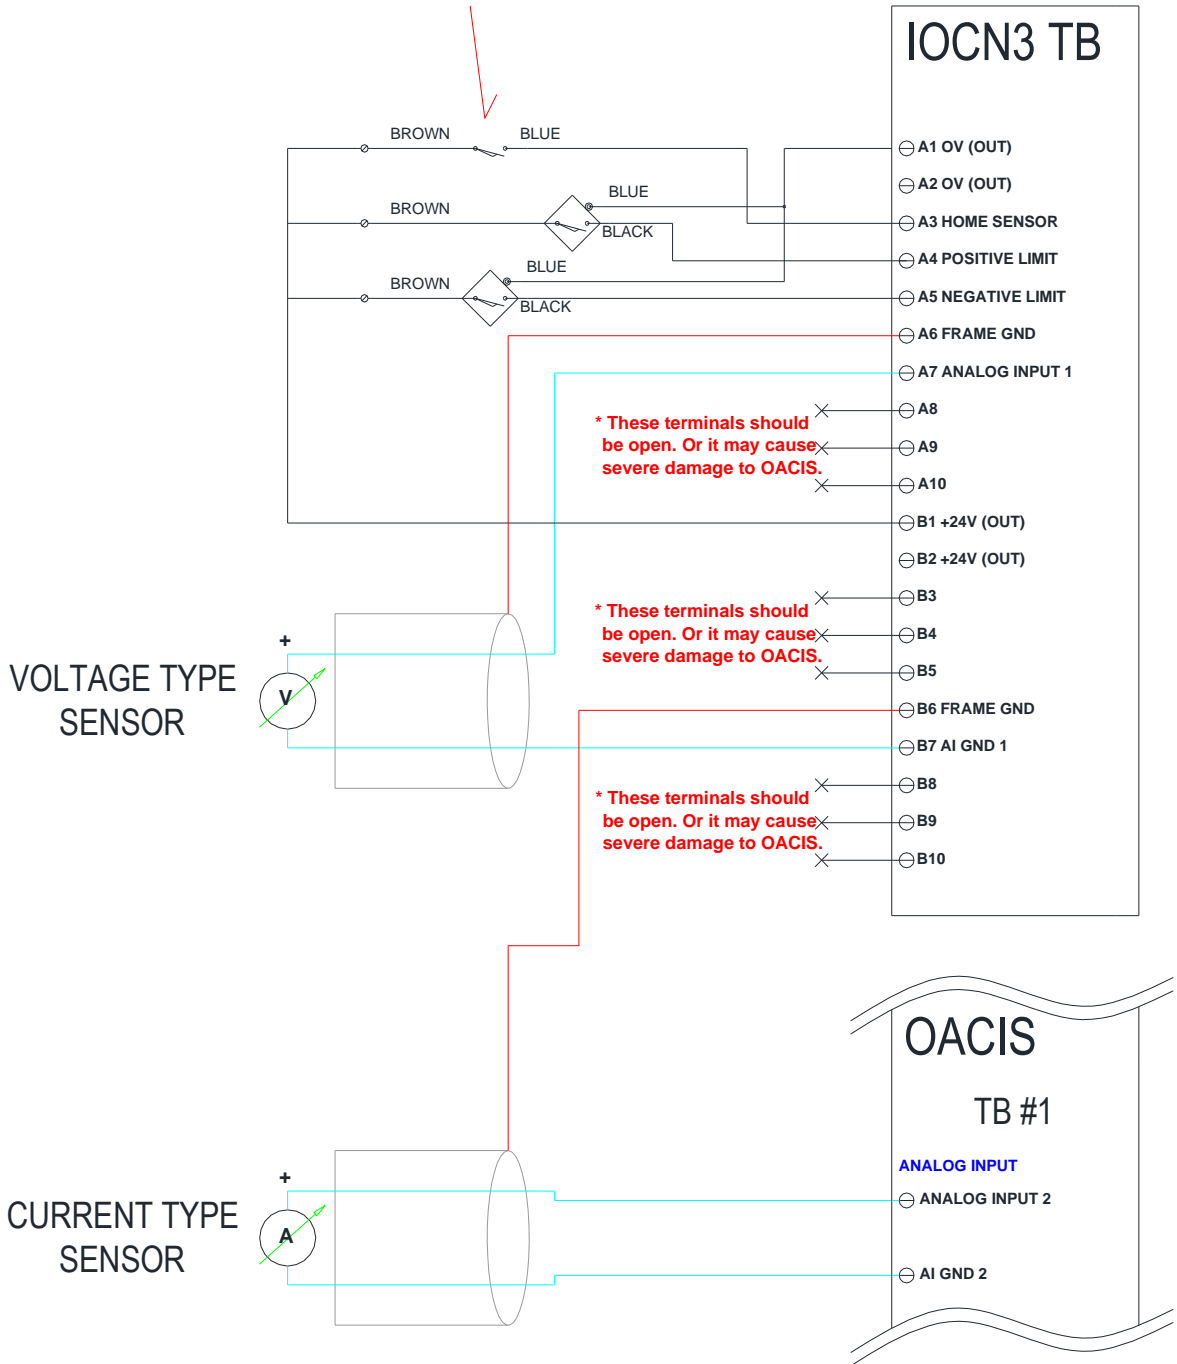 IOCN3 TB
BROWN
BLUE
A1 OV (OUT)
A2 OV (OUT)
BLUE
BROWN
A3 HOME SENSOR
BLACK
A4 POSITIVE LIMIT
BLUE
BROWN
A5 NEGATIVE LIMIT
BLACK
A6 FRAME GND
A7 ANALOG INPUT 1
A8
* These terminals should
be open. Or it may cause
severe damage to OACIS.
A9
A10
B1 +24V (OUT)
B2 +24V (OUT)
B3
* These terminals should
be open. Or it may cause
severe damage to OACIS.
B4
B5
+
VOLTAGE TYPE
SENSOR
V
B6 FRAME GND
B7 AI GND 1
B8
* These terminals should
be open. Or it may cause
severe damage to OACIS.
B9
B10
OACIS
TB #1
ANALOG INPUT
+
ANALOG INPUT 2
CURRENT TYPE
SENSOR
A
AI GND 2